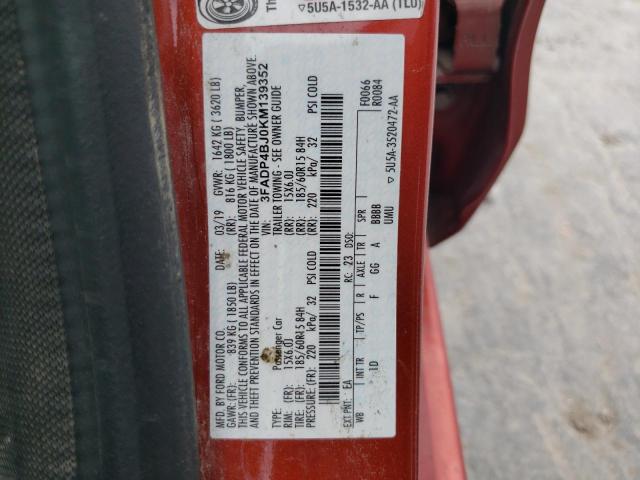 Th
▽5U5A-1532-AA (TLU)
MFD. BY FORD MOTOR CO. DATE: 03/19 GVWR: 1642 KG ( 3620 LB)
GAWR: (FR): 839 KG (1850 LB) (RR): 816 KG (1800 LB)
THIS VEHICLE CONFORMS TO ALL APPLICABLE FEDERAL MOTOR VEHICLE SAFETY, BUMPER,
AND THEFT PREVENTION STANDARDS IN EFFECT ON THE DATE OF MANUFACTURE SHOWN ABOVE.
VIN: 3FADP4BJ0KM139352
TYPE: Passenger Car TRAILER TOWING - SEE OWNER GUIDE
RIM: (FR): 15X6.0J (RR): 15X6.0J
TIRE: (FR): 185/60R15 84H (RR): 185/60R15 84H
PRESSURE: (FR): 220 kPa/ 32 PSI COLD (RR): 220 kPa/ 32 PSI COLD
EXT PNT: EA RC: 23 DSO: F0066
R0084
WB INT TR TP/PS R AXLE TR SPR
1D F GG A BBBB
UMU
▽5U5A-3520472-AA